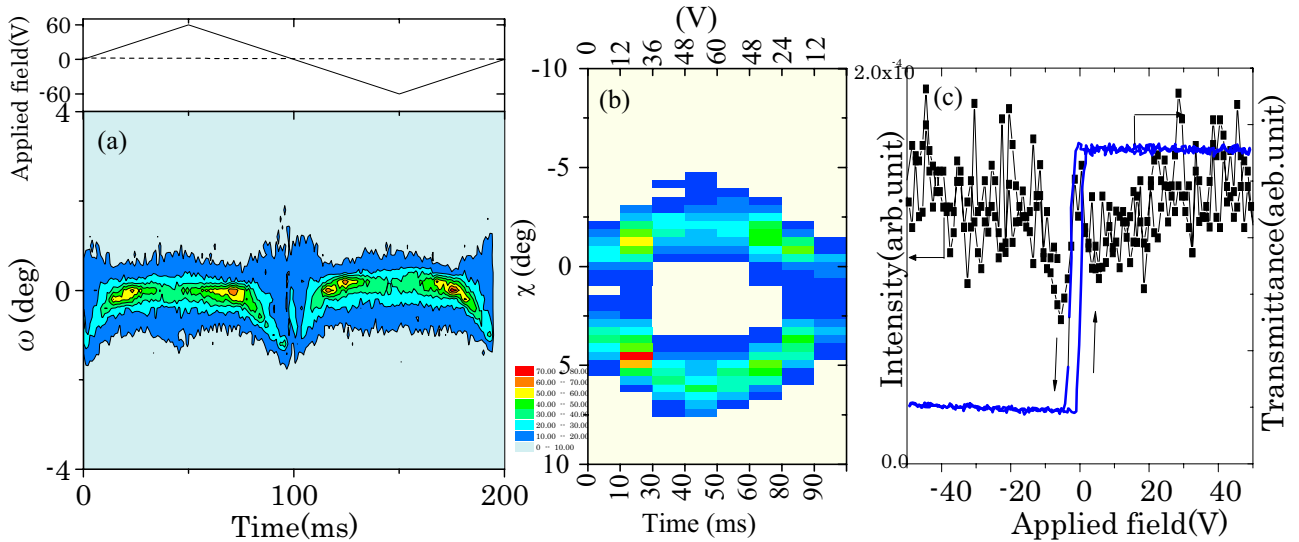 Applied field(V)
60
0
-60
(a)
4
0
-4
ω (deg)
0
100
200
Time(ms)
(V)
0
12
36
48
60
48
24
12
(b)
-10
-5
0
5
10
χ (deg)
70.00 -- 80.00
60.00 -- 70.00
50.00 -- 60.00
40.00 -- 50.00
30.00 -- 40.00
20.00 -- 30.00
10.00 -- 20.00
0 -- 10.00
0
10
30
50
60
70
90
Time (ms)
(c)
2.0x10-4
0.0
Intensity(arb.unit)
Transmittance(aeb.unit)
-40
-20
0
20
40
Applied field(V)